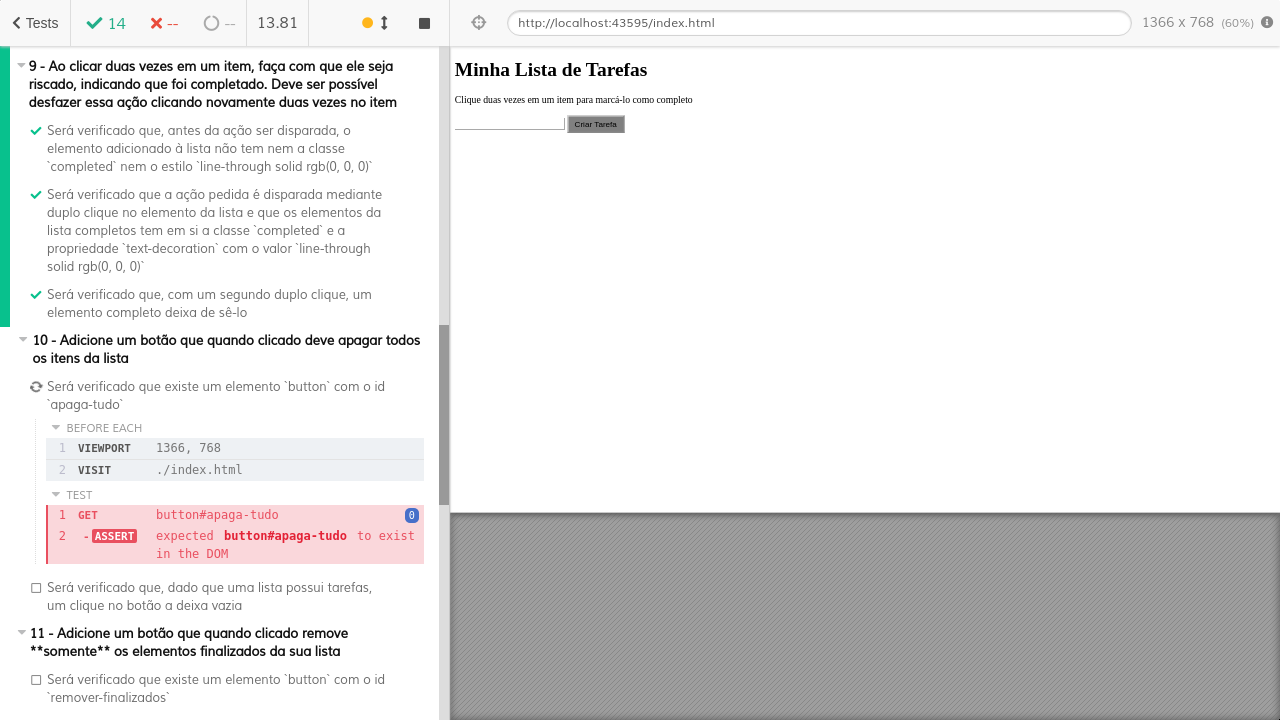 Tests
14
--
--
13.81
http://localhost:43595/index.html
1366 x 768 (60%)
9 - Ao clicar duas vezes em um item, faça com que ele seja
riscado, indicando que foi completado. Deve ser possível
desfazer essa ação clicando novamente duas vezes no item
Será verificado que, antes da ação ser disparada, o
elemento adicionado à lista não tem nem a classe
`completed` nem o estilo `line-through solid rgb(0, 0, 0)`
Será verificado que a ação pedida é disparada mediante
duplo clique no elemento da lista e que os elementos da
lista completos tem em si a classe `completed` e a
propriedade `text-decoration` com o valor `line-through
solid rgb(0, 0, 0)`
Será verificado que, com um segundo duplo clique, um
elemento completo deixa de sê-lo
10 - Adicione um botão que quando clicado deve apagar todos
os itens da lista
Será verificado que existe um elemento `button` com o id
`apaga-tudo`
BEFORE EACH
1 VIEWPORT 1366, 768
2 VISIT ./index.html
TEST
1 GET button#apaga-tudo 0
2 - ASSERT expected button#apaga-tudo to exist
in the DOM
Será verificado que, dado que uma lista possui tarefas,
um clique no botão a deixa vazia
11 - Adicione um botão que quando clicado remove
**somente** os elementos finalizados da sua lista
Será verificado que existe um elemento `button` com o id
`remover-finalizados`
Minha Lista de Tarefas
Clique duas vezes em um item para marcá-lo como completo
Criar Tarefa